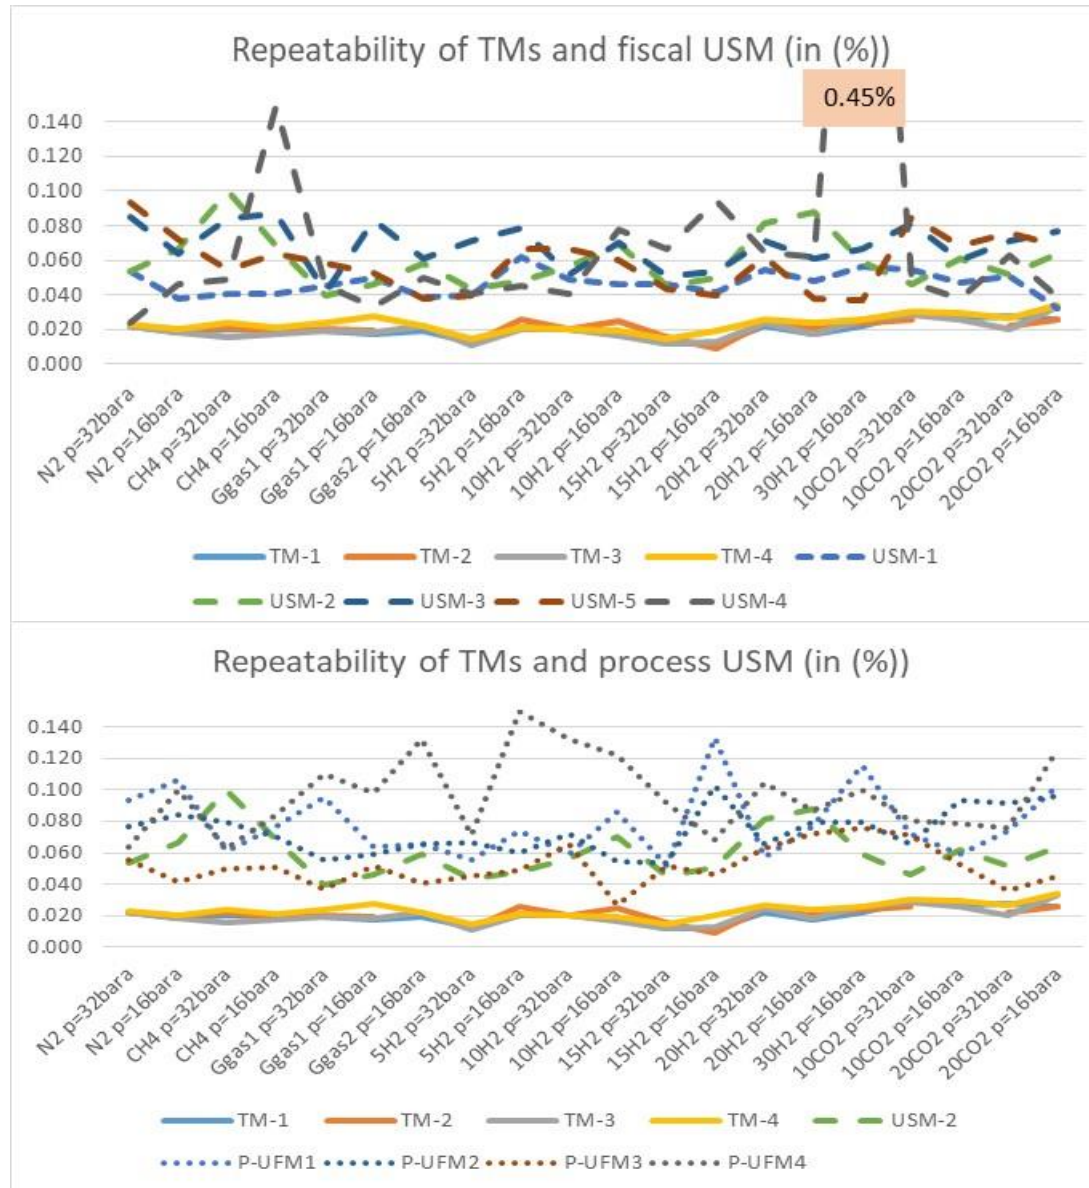 Repeatability of TMs and fiscal USM (in (%))
0.45%
0.140
0.120
0.100
0.080
0.060
0.040
0.020
0.000
N2 p=32bara
N2 p=16bara
CH4 p=32bara
CH4 p=16bara
Ggas1 p=32bara
Ggas1 p=16bara
Ggas2 p=16bara
5H2 p=32bara
5H2 p=16bara
10H2 p=32bara
10H2 p=16bara
15H2 p=32bara
15H2 p=16bara
20H2 p=32bara
20H2 p=16bara
30H2 p=16bara
10CO2 p=32bara
10CO2 p=16bara
20CO2 p=32bara
20CO2 p=16bara
TM-1 TM-2 TM-3 TM-4 USM-1
USM-2 USM-3 USM-5 USM-4
Repeatability of TMs and process USM (in (%))
0.140
0.120
0.100
0.080
0.060
0.040
0.020
0.000
N2 p=32bara
N2 p=16bara
CH4 p=32bara
CH4 p=16bara
Ggas1 p=32bara
Ggas1 p=16bara
Ggas2 p=16bara
5H2 p=32bara
5H2 p=16bara
10H2 p=32bara
10H2 p=16bara
15H2 p=32bara
15H2 p=16bara
20H2 p=32bara
20H2 p=16bara
30H2 p=16bara
10CO2 p=32bara
10CO2 p=16bara
20CO2 p=32bara
20CO2 p=16bara
TM-1 TM-2 TM-3 TM-4 USM-2
P-UFM1 P-UFM2 P-UFM3 P-UFM4